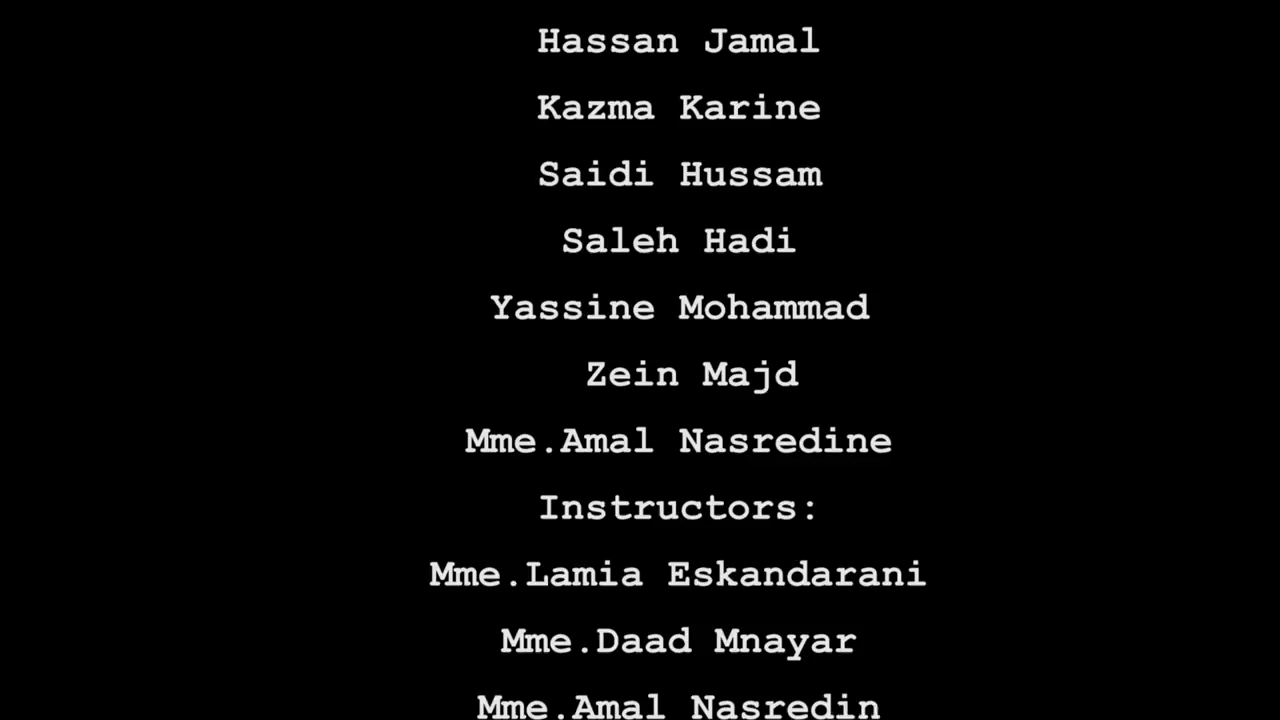 Hassan Jamal
Kazma Karine
Saidi Hussam
Saleh Hadi
Yassine Mohammad
Zein Majd
Mme.Amal Nasredine
Instructors:
Mme.Lamia Eskandarani
Mme.Daad Mnayar
Mme.Amal Nasredin